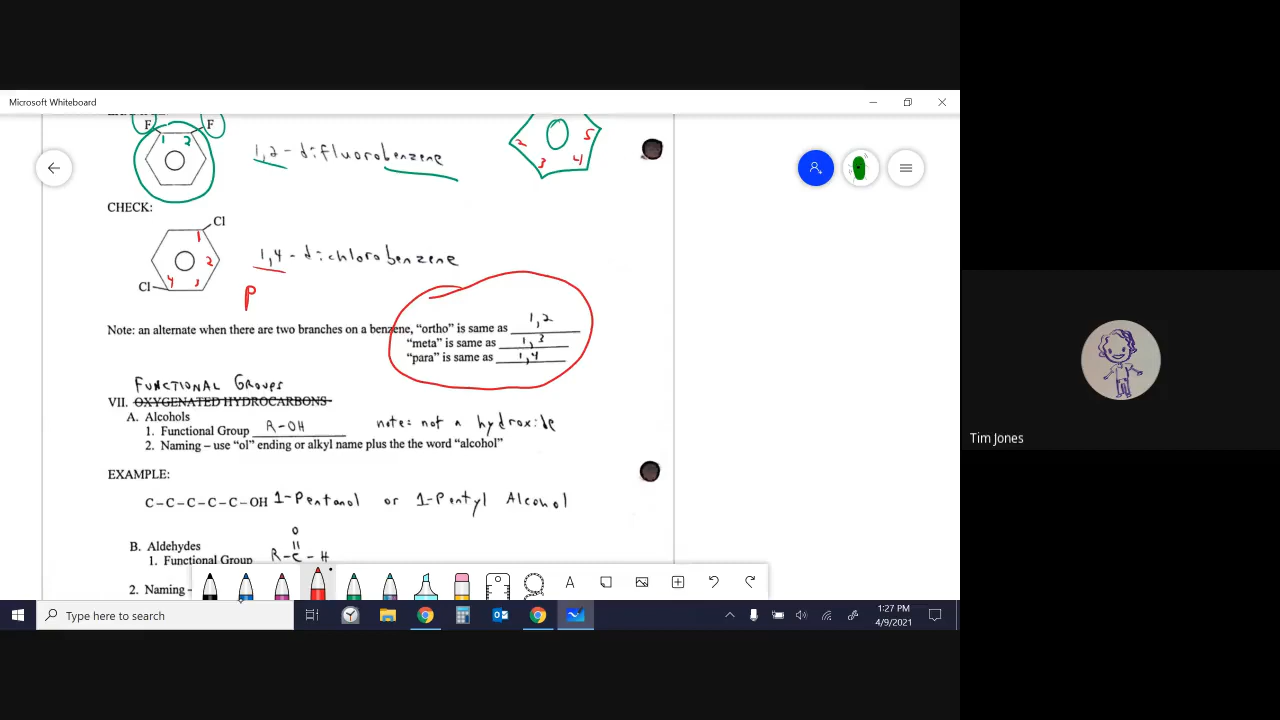 Microsoft Whiteboard
F F
1 2
1,2-difluorobenzene
2 3 4 5
CHECK:
Cl
1
2
3
4
Cl
1,4-dichlorobenzene
P
Note: an alternate when there are two branches on a benzene, “ortho” is same as 1,2
“meta” is same as 1,3
“para” is same as 1,4
FUNCTIONAL GROUPS
VII. OXYGENATED HYDROCARBONS
A. Alcohols
1. Functional Group R-OH note: not a hydroxide
2. Naming – use “ol” ending or alkyl name plus the the word “alcohol”
EXAMPLE:
C–C–C–C–C–OH 1-Pentanol or 1-Pentyl Alcohol
B. Aldehydes
O
||
1. Functional Group R-C-H
2. Naming -
Tim Jones
Type here to search
1:27 PM
4/9/2021